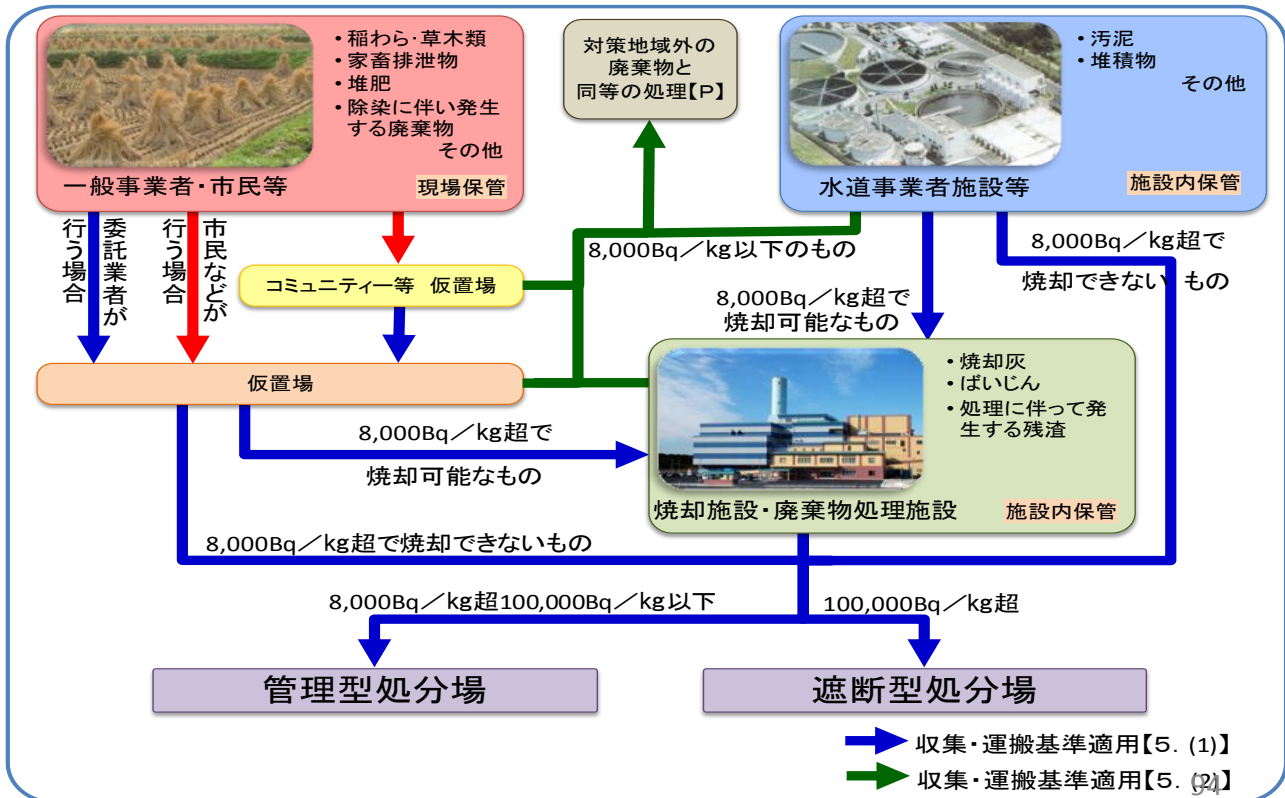 ・稲わら・草木類
・家畜排泄物
・堆肥
・除染に伴い発生
する廃棄物
その他
一般事業者・市民等
現場保管
対策地域外の
廃棄物と
同等の処理【P】
・汚泥
・堆積物
その他
水道事業者施設等
施設内保管
委託業者が
行う場合
市民などが
行う場合
コミュニティー等 仮置場
8,000Bq／kg以下のもの
8,000Bq／kg超で
焼却できない もの
8,000Bq／kg超で
焼却可能なもの
仮置場
8,000Bq／kg超で
焼却可能なもの
・焼却灰
・ばいじん
・処理に伴って発
生する残渣
焼却施設・廃棄物処理施設
施設内保管
8,000Bq／kg超で焼却できないもの
8,000Bq／kg超100,000Bq／kg以下
100,000Bq／kg超
管理型処分場
遮断型処分場
収集・運搬基準適用【5. (1)】
収集・運搬基準適用【5. (2)】
94